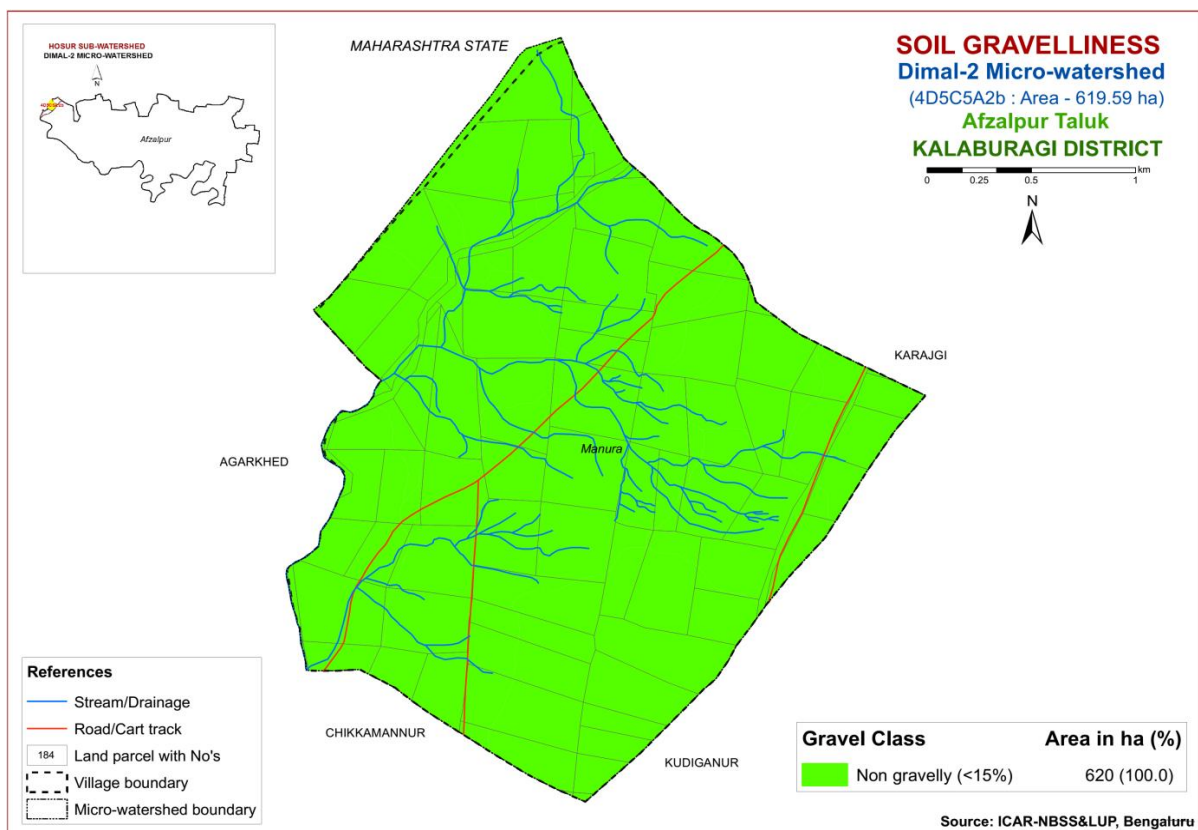 HOSUR SUB-WATERSHED
DIMAL-2 MICRO-WATERSHED
N
Afzalpur
MAHARASHTRA STATE
SOIL GRAVELLINESS
Dimal-2 Micro-watershed
(4D5C5A2b : Area - 619.59 ha)
Afzalpur Taluk
KALABURAGI DISTRICT
km
0 0.25 0.5 1
N
KARAJGI
Manura
AGARKHED
CHIKKAMANNUR
KUDIGANUR
References
Stream/Drainage
Road/Cart track
184 Land parcel with No's
Village boundary
Micro-watershed boundary
Gravel Class Area in ha (%)
Non gravelly (<15%) 620 (100.0)
Source: ICAR-NBSS&LUP, Bengaluru